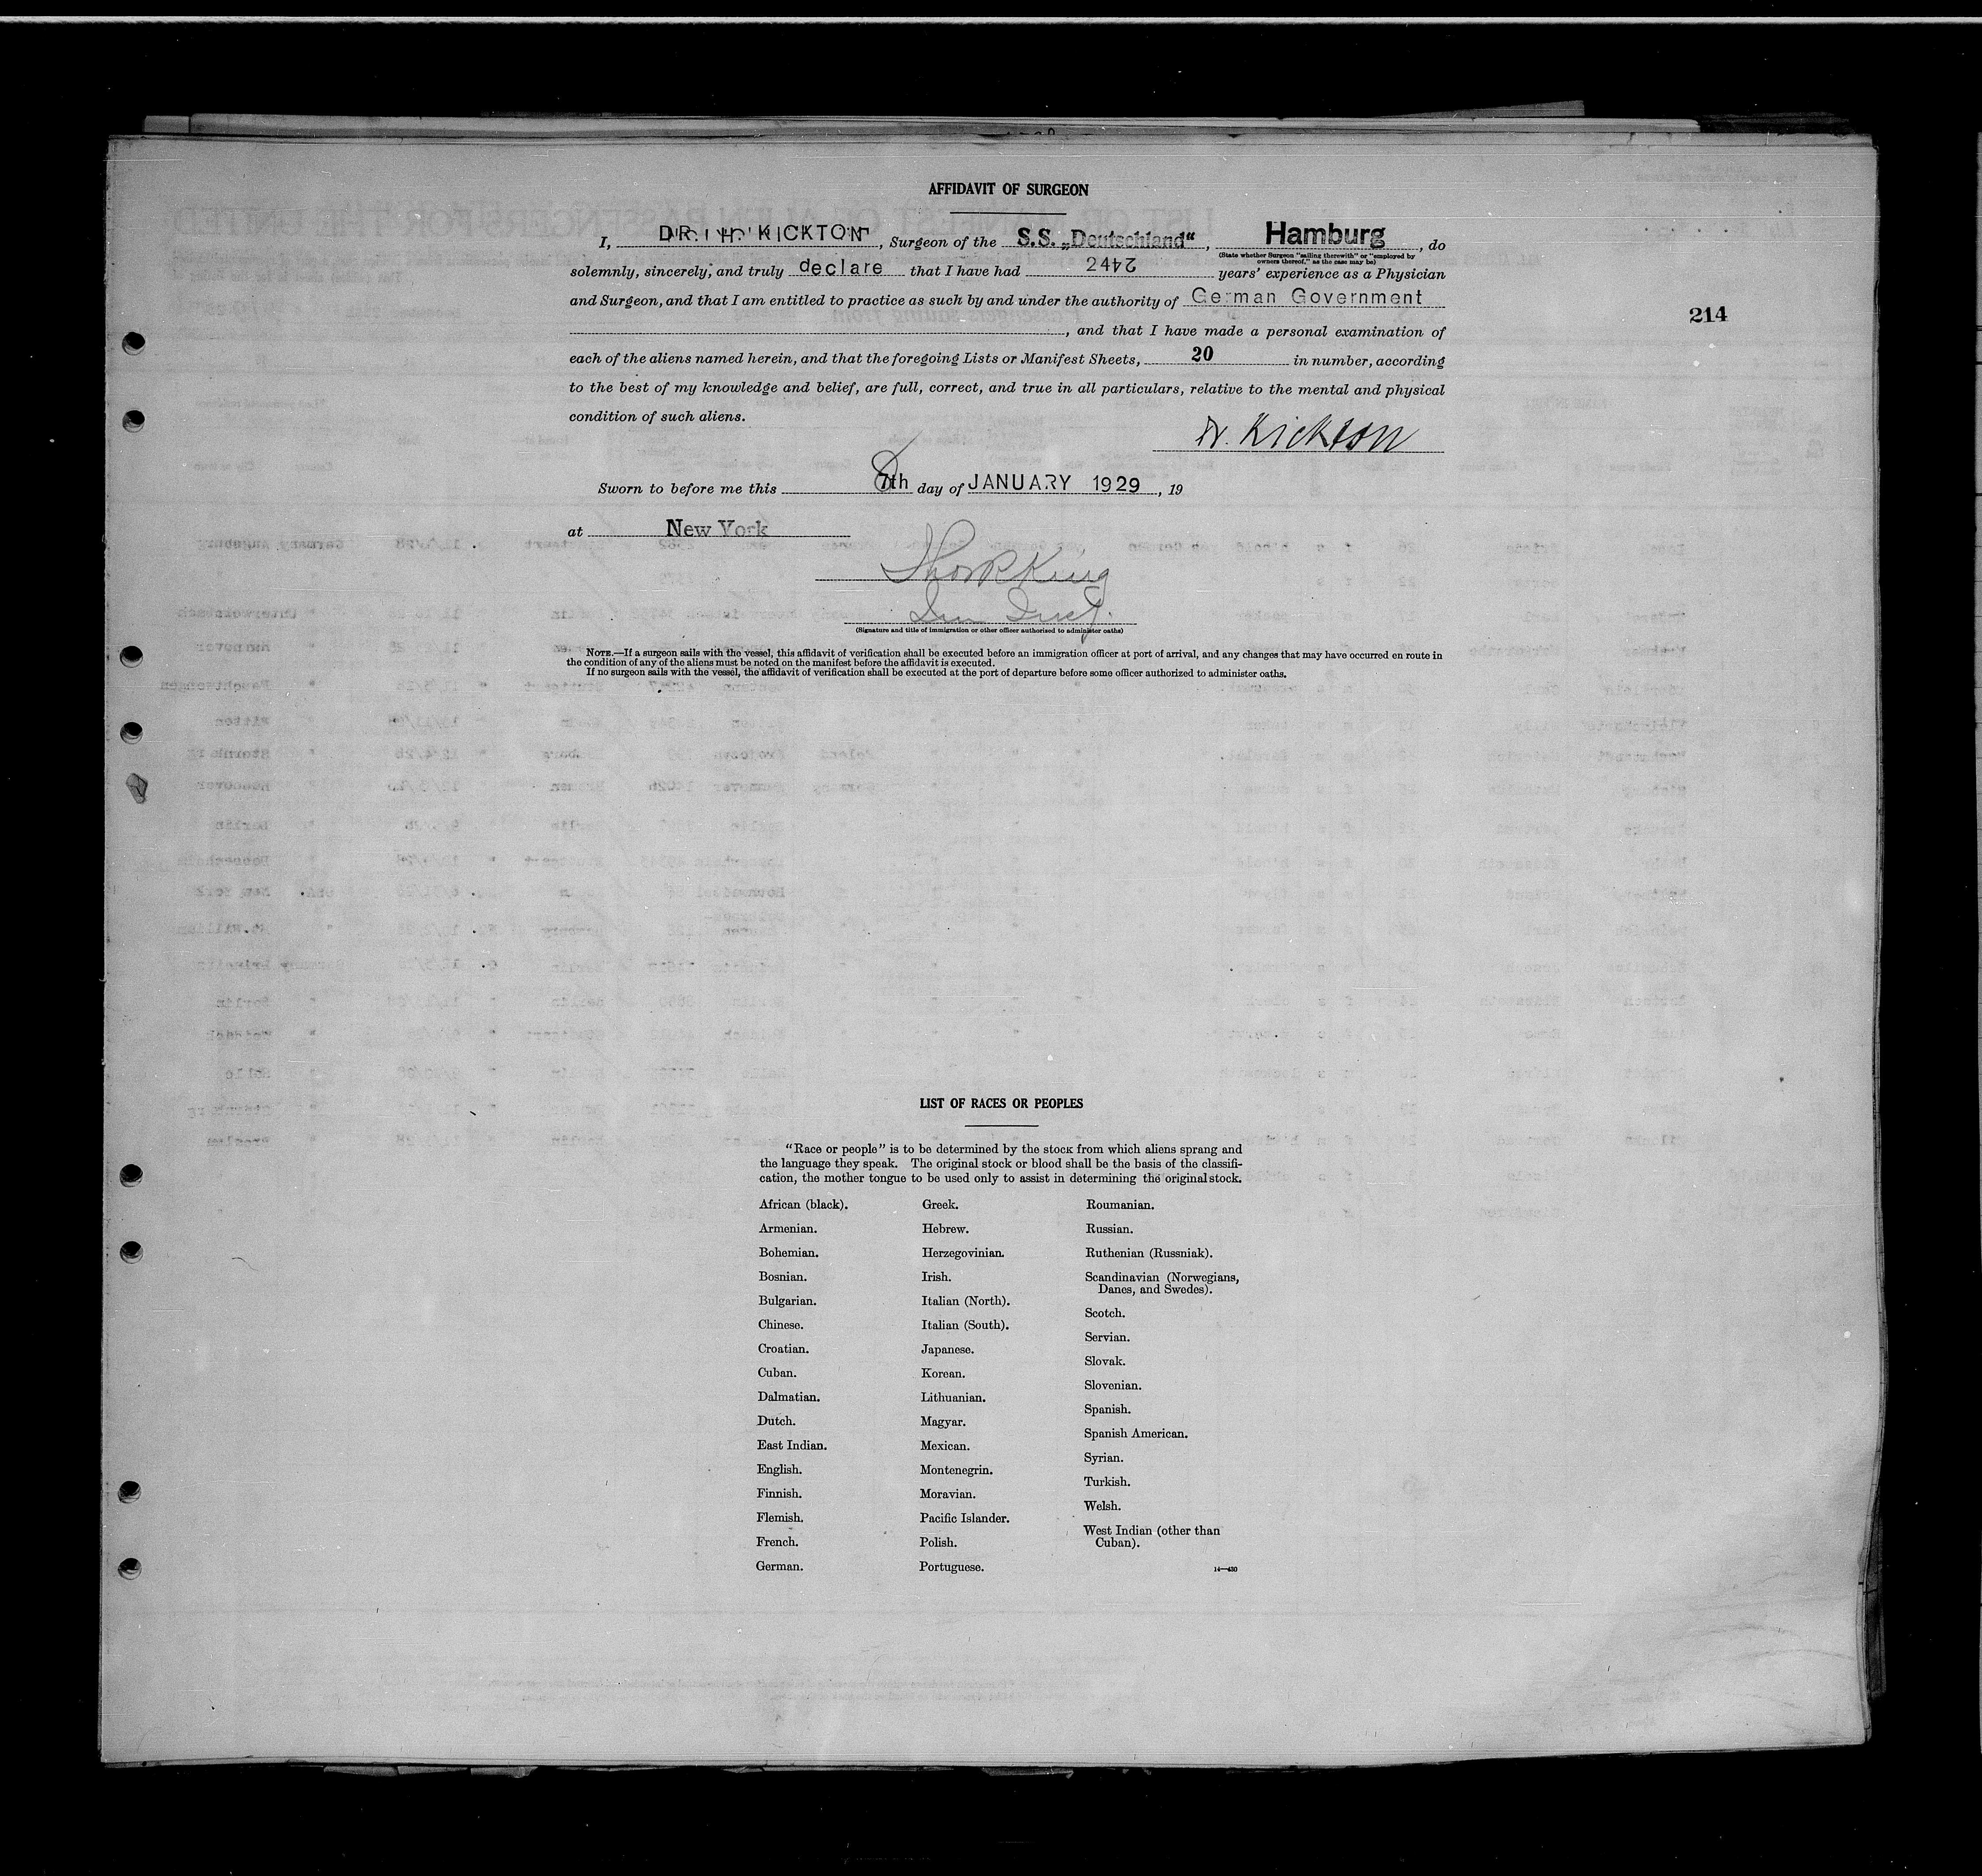 AFFIDAVIT OF SURGEON
I, DR. H. KICKTON, Surgeon of the S.S. „Deutschland“, Hamburg, do
(State whether Surgeon "sailing therewith" or "employed by
owners thereof," as the case may be)
solemnly, sincerely, and truly declare that I have had years' experience as a Physician
and Surgeon, and that I am entitled to practice as such by and under the authority of German Government
, and that I have made a personal examination of
214
each of the aliens named herein, and that the foregoing Lists or Manifest Sheets, 20 in number, according
to the best of my knowledge and belief, are full, correct, and true in all particulars, relative to the mental and physical
condition of such aliens.
Dr. Kickton
Sworn to before me this 7th day of JANUARY 1929, 19
at New York
King
(Signature and title of immigration or other officer authorized to administer oaths)
NOTE.—If a surgeon sails with the vessel, this affidavit of verification shall be executed before an immigration officer at port of arrival, and any changes that may have occurred en route in
the condition of any of the aliens must be noted on the manifest before the affidavit is executed.
If no surgeon sails with the vessel, the affidavit of verification shall be executed at the port of departure before some officer authorized to administer oaths.
LIST OF RACES OR PEOPLES
"Race or people" is to be determined by the stock from which aliens sprang and
the language they speak. The original stock or blood shall be the basis of the classifi-
cation, the mother tongue to be used only to assist in determining the original stock.
African (black).
Armenian.
Bohemian.
Bosnian.
Bulgarian.
Chinese.
Croatian.
Cuban.
Dalmatian.
Dutch.
East Indian.
English.
Finnish.
Flemish.
French.
German.
Greek.
Hebrew.
Herzegovinian.
Irish.
Italian (North).
Italian (South).
Japanese.
Korean.
Lithuanian.
Magyar.
Mexican.
Montenegrin.
Moravian.
Pacific Islander.
Polish.
Portuguese.
Roumanian.
Russian.
Ruthenian (Russniak).
Scandinavian (Norwegians,
Danes, and Swedes).
Scotch.
Servian.
Slovak.
Slovenian.
Spanish.
Spanish American.
Syrian.
Turkish.
Welsh.
West Indian (other than
Cuban).
14—430